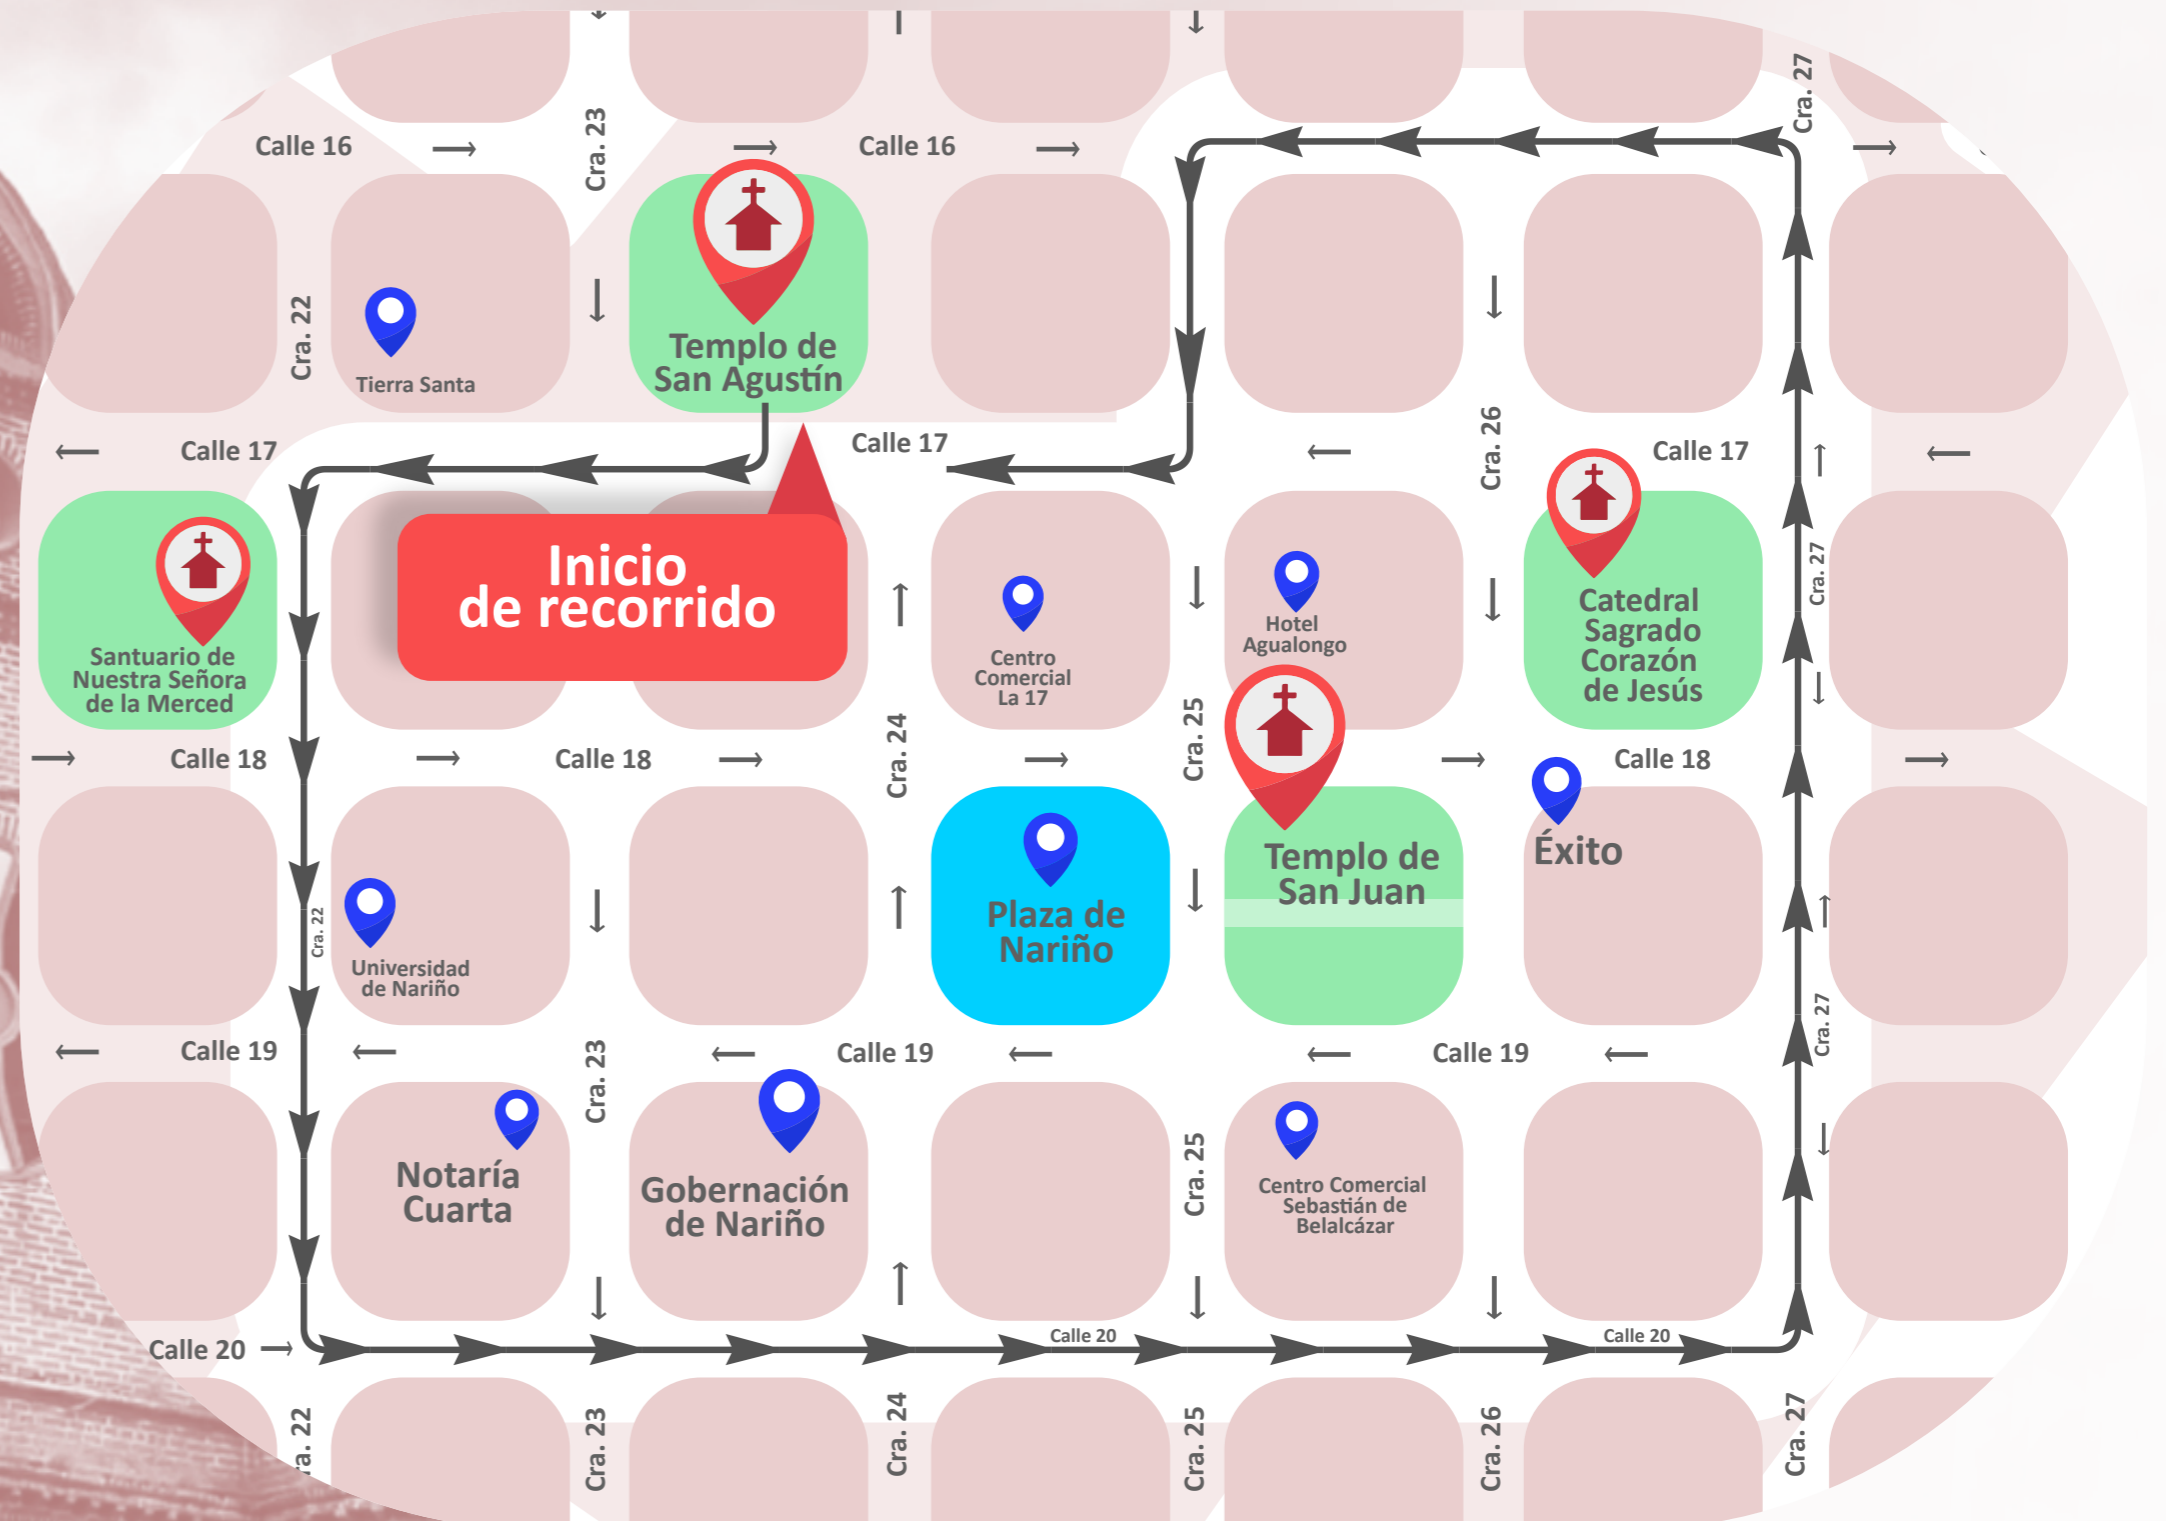 Cra. 27
Cra. 23
Calle 16
Calle 16
Cra. 22
Tierra Santa
Templo de
San Agustín
Cra. 26
Calle 17
Calle 17
Calle 17
Inicio
de recorrido
Santuario de
Nuestra Señora
de la Merced
Centro
Comercial
La 17
Hotel
Agualongo
Catedral
Sagrado
Corazón
de Jesús
Cra. 27
Cra. 24
Cra. 25
Calle 18
Calle 18
Calle 18
Éxito
Templo de
San Juan
Plaza de
Nariño
Cra. 22
Universidad
de Nariño
Cra. 27
Calle 19
Cra. 23
Calle 19
Calle 19
Notaría
Cuarta
Gobernación
de Nariño
Cra. 25
Centro Comercial
Sebastián de
Belalcázar
Calle 20
Calle 20
Calle 20
ra. 22
Cra. 23
Cra. 24
Cra. 25
Cra. 26
Cra. 27